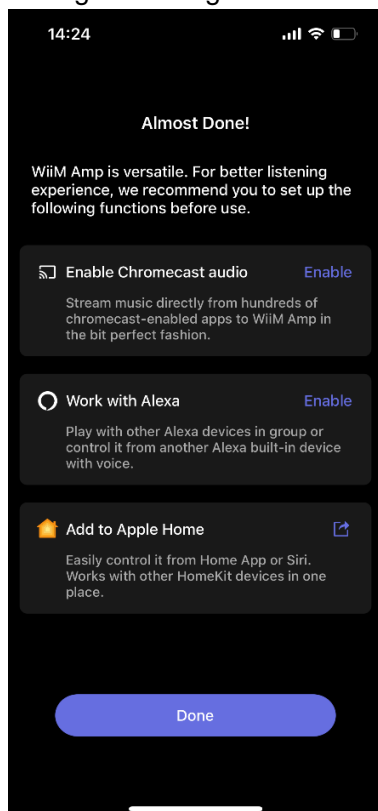 14:24
Almost Done!
WiiM Amp is versatile. For better listening
experience, we recommend you to set up the
following functions before use.
Enable Chromecast audio Enable
Stream music directly from hundreds of
chromecast-enabled apps to WiiM Amp in
the bit perfect fashion.
Work with Alexa Enable
Play with other Alexa devices in group or
control it from another Alexa built-in device
with voice.
Add to Apple Home
Easily control it from Home App or Siri.
Works with other HomeKit devices in one
place.
Done